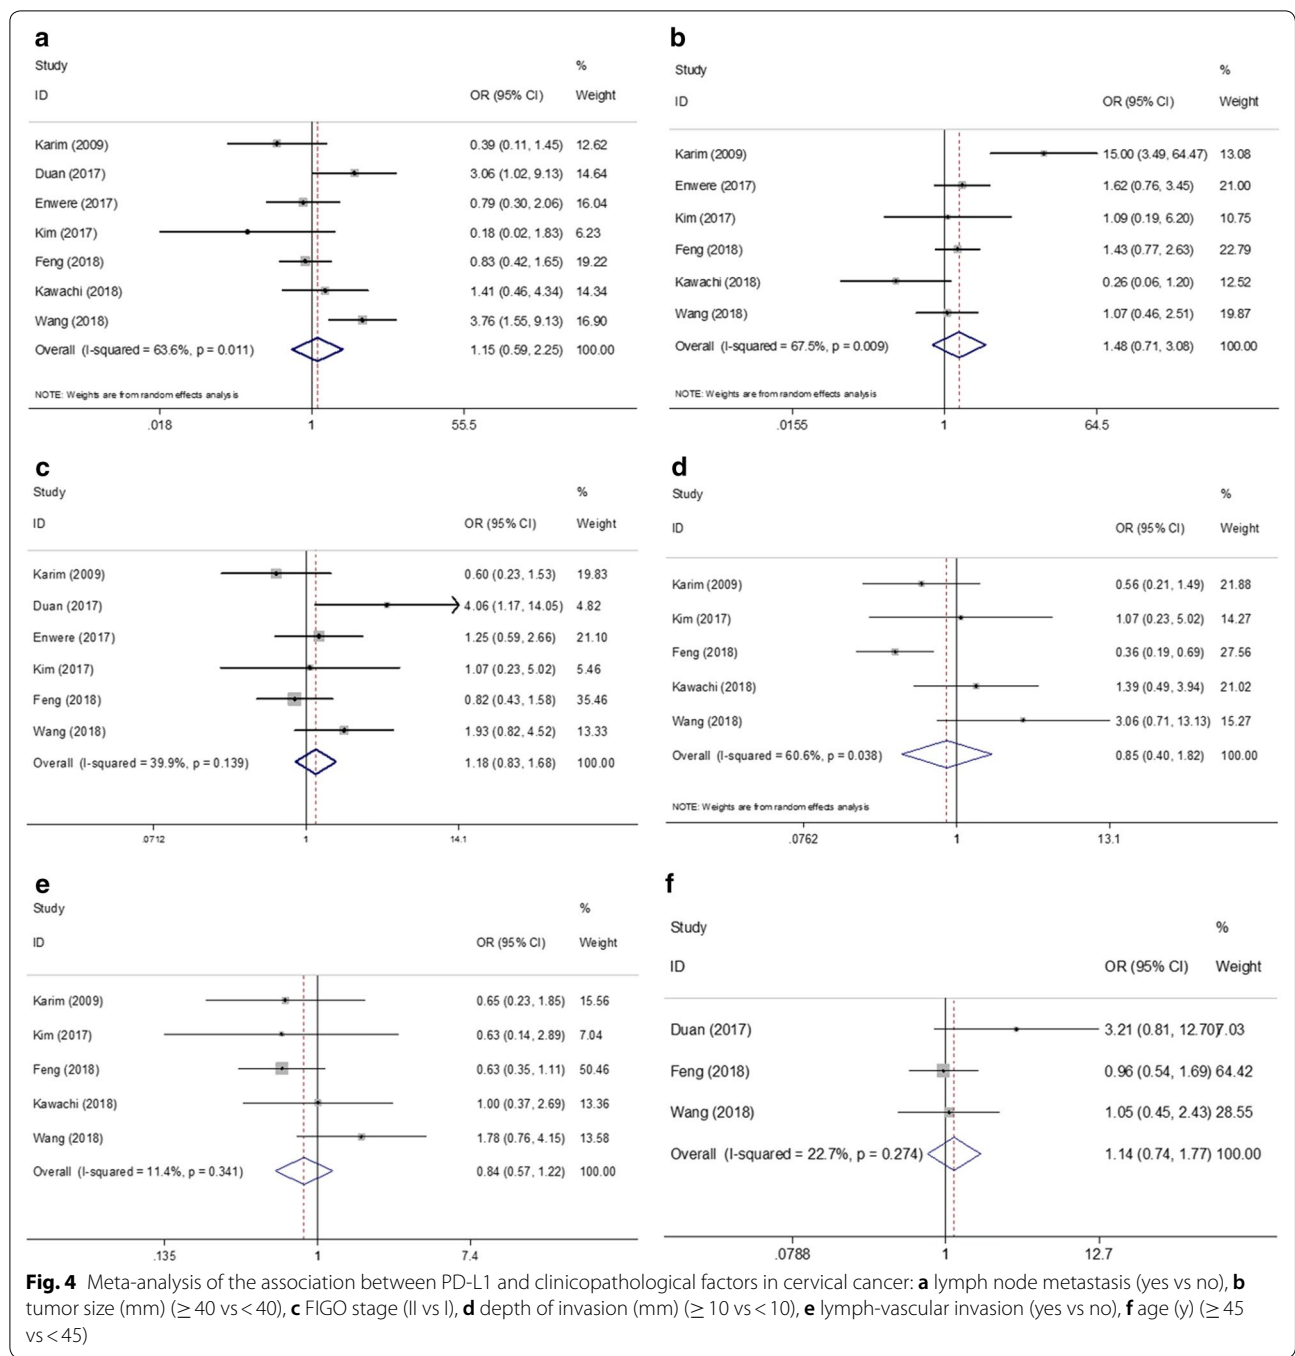 a
Study %
ID OR (95% CI) Weight
Karim (2009) 0.39 (0.11, 1.45) 12.62
Duan (2017) 3.06 (1.02, 9.13) 14.64
Enwere (2017) 0.79 (0.30, 2.06) 16.04
Kim (2017) 0.18 (0.02, 1.83) 6.23
Feng (2018) 0.83 (0.42, 1.65) 19.22
Kawachi (2018) 1.41 (0.46, 4.34) 14.34
Wang (2018) 3.76 (1.55, 9.13) 16.90
Overall (I-squared = 63.6%, p = 0.011) 1.15 (0.59, 2.25) 100.00
NOTE: Weights are from random effects analysis
.018 1 55.5
b
Study %
ID OR (95% CI) Weight
Karim (2009) 15.00 (3.49, 64.47) 13.08
Enwere (2017) 1.62 (0.76, 3.45) 21.00
Kim (2017) 1.09 (0.19, 6.20) 10.75
Feng (2018) 1.43 (0.77, 2.63) 22.79
Kawachi (2018) 0.26 (0.06, 1.20) 12.52
Wang (2018) 1.07 (0.46, 2.51) 19.87
Overall (I-squared = 67.5%, p = 0.009) 1.48 (0.71, 3.08) 100.00
NOTE: Weights are from random effects analysis
.0155 1 64.5
c
Study %
ID OR (95% CI) Weight
Karim (2009) 0.60 (0.23, 1.53) 19.83
Duan (2017) 4.06 (1.17, 14.05) 4.82
Enwere (2017) 1.25 (0.59, 2.66) 21.10
Kim (2017) 1.07 (0.23, 5.02) 5.46
Feng (2018) 0.82 (0.43, 1.58) 35.46
Wang (2018) 1.93 (0.82, 4.52) 13.33
Overall (I-squared = 39.9%, p = 0.139) 1.18 (0.83, 1.68) 100.00
.0712 1 14.1
d
Study %
ID OR (95% CI) Weight
Karim (2009) 0.56 (0.21, 1.49) 21.88
Kim (2017) 1.07 (0.23, 5.02) 14.27
Feng (2018) 0.36 (0.19, 0.69) 27.56
Kawachi (2018) 1.39 (0.49, 3.94) 21.02
Wang (2018) 3.06 (0.71, 13.13) 15.27
Overall (I-squared = 60.6%, p = 0.038) 0.85 (0.40, 1.82) 100.00
NOTE: Weights are from random effects analysis
.0762 1 13.1
e
Study %
ID OR (95% CI) Weight
Karim (2009) 0.65 (0.23, 1.85) 15.56
Kim (2017) 0.63 (0.14, 2.89) 7.04
Feng (2018) 0.63 (0.35, 1.11) 50.46
Kawachi (2018) 1.00 (0.37, 2.69) 13.36
Wang (2018) 1.78 (0.76, 4.15) 13.58
Overall (I-squared = 11.4%, p = 0.341) 0.84 (0.57, 1.22) 100.00
.135 1 7.4
f
Study %
ID OR (95% CI) Weight
Duan (2017) 3.21 (0.81, 12.70) 7.03
Feng (2018) 0.96 (0.54, 1.69) 64.42
Wang (2018) 1.05 (0.45, 2.43) 28.55
Overall (I-squared = 22.7%, p = 0.274) 1.14 (0.74, 1.77) 100.00
.0788 1 12.7
Fig. 4 Meta-analysis of the association between PD-L1 and clinicopathological factors in cervical cancer: a lymph node metastasis (yes vs no), b
tumor size (mm) (≥ 40 vs < 40), c FIGO stage (II vs I), d depth of invasion (mm) (≥ 10 vs < 10), e lymph-vascular invasion (yes vs no), f age (y) (≥ 45
vs < 45)